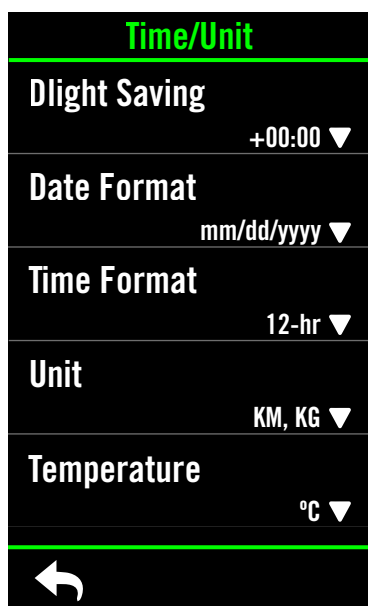 Time/Unit
Dlight Saving
+00:00
Date Format
mm/dd/yyyy
Time Format
12-hr
Unit
KM, KG
Temperature
ºC